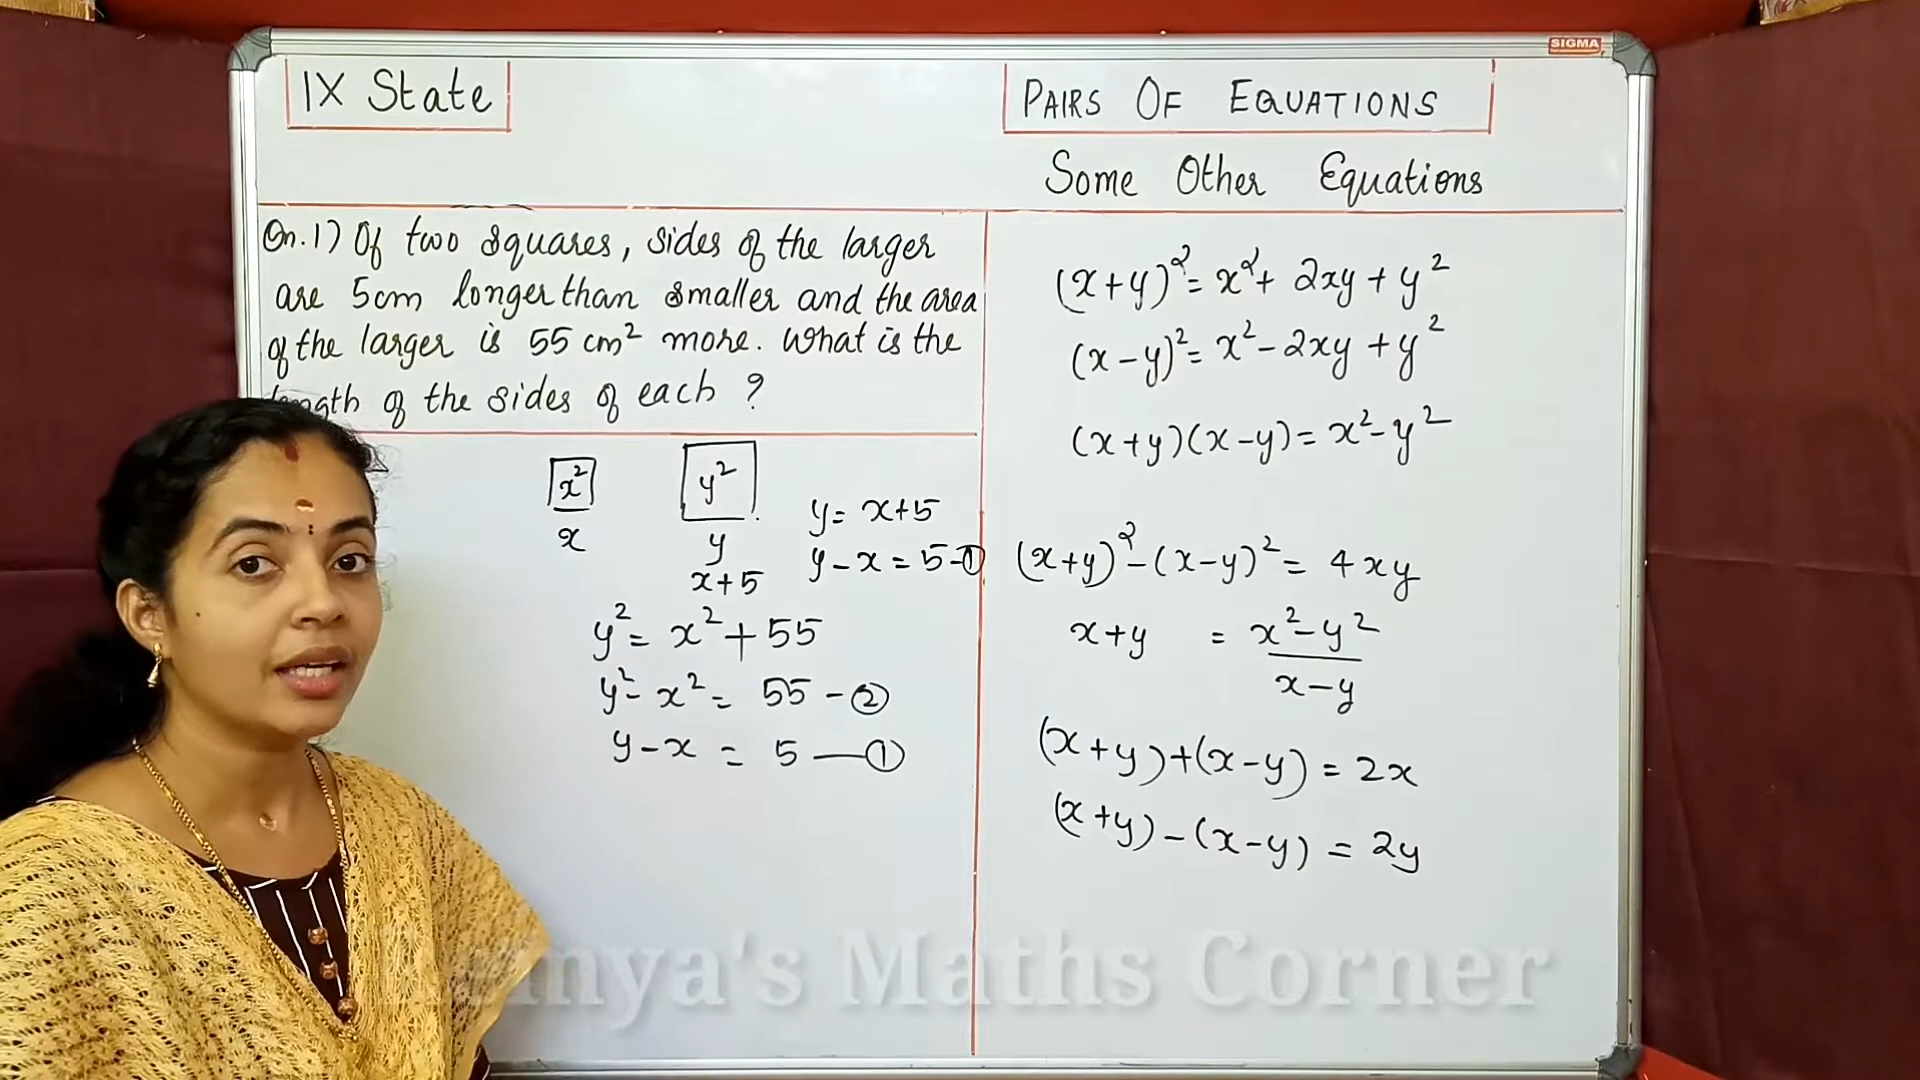 SIGMA
IX State
PAIRS OF EQUATIONS
Some Other Equations
Qn.1) Of two squares, sides of the larger
are 5cm longer than smaller and the area
of the larger is 55 cm² more. What is the
length of the sides of each ?
x²
x
y²
y
x+5
y = x+5
y - x = 5 - ①
y² = x² + 55
y² - x² = 55 - ②
y - x = 5 — ①
(x+y)² = x² + 2xy + y²
(x - y)² = x² - 2xy + y²
(x+y)(x-y) = x² - y²
(x+y)² - (x-y)² = 4xy
x+y = x² - y² / x - y
(x+y)+(x-y) = 2x
(x+y) - (x-y) = 2y
Maths Corner